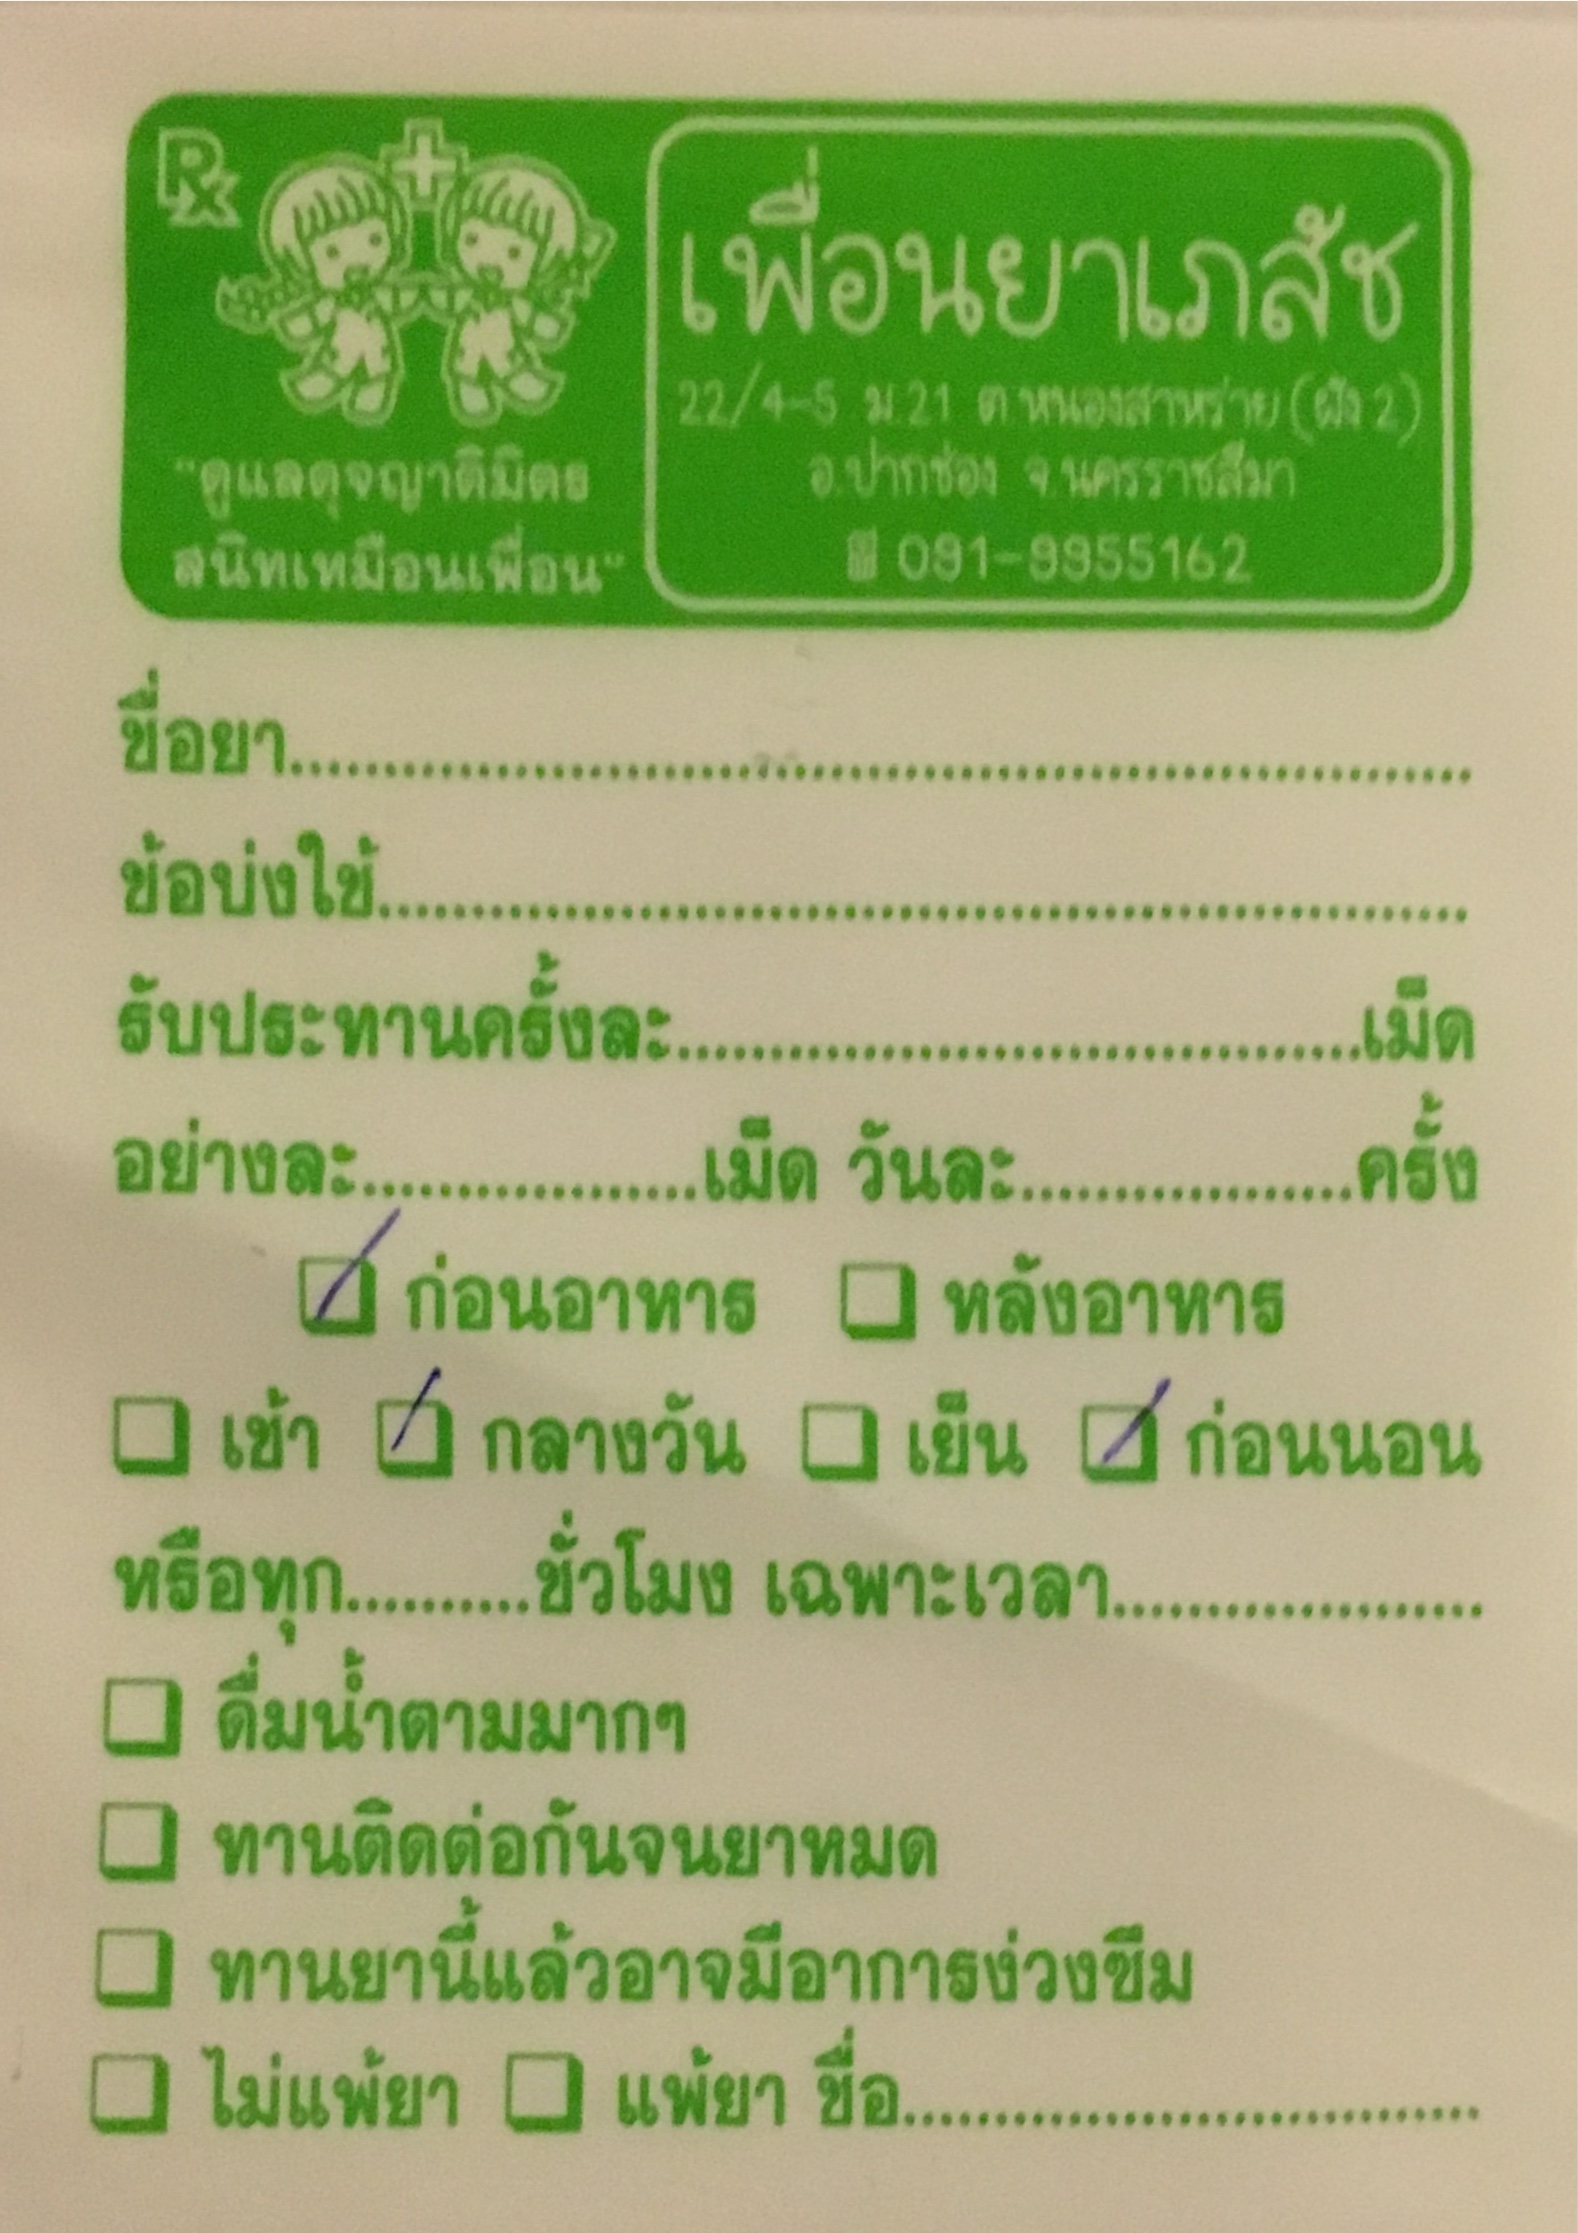 Rx
"ดูแลดุจญาติมิตร
สนิทเหมือนเพื่อน"
เพื่อนยาเภสัช
22/4-5 ม.21 ต.หนองสาหร่าย (ฝั่ง 2)
อ.ปากช่อง จ.นครราชสีมา
091-9955162
ชื่อยา........................................................................
ข้อบ่งใช้........................................................................
รับประทานครั้งละ........................................เม็ด
อย่างละ....................เม็ด วันละ....................ครั้ง
ก่อนอาหาร หลังอาหาร
เช้า กลางวัน เย็น ก่อนนอน
หรือทุก..........ชั่วโมง เฉพาะเวลา....................
ดื่มน้ำตามมากๆ
ทานติดต่อกันจนยาหมด
ทานยานี้แล้วอาจมีอาการง่วงซึม
ไม่แพ้ยา แพ้ยา ชื่อ................................